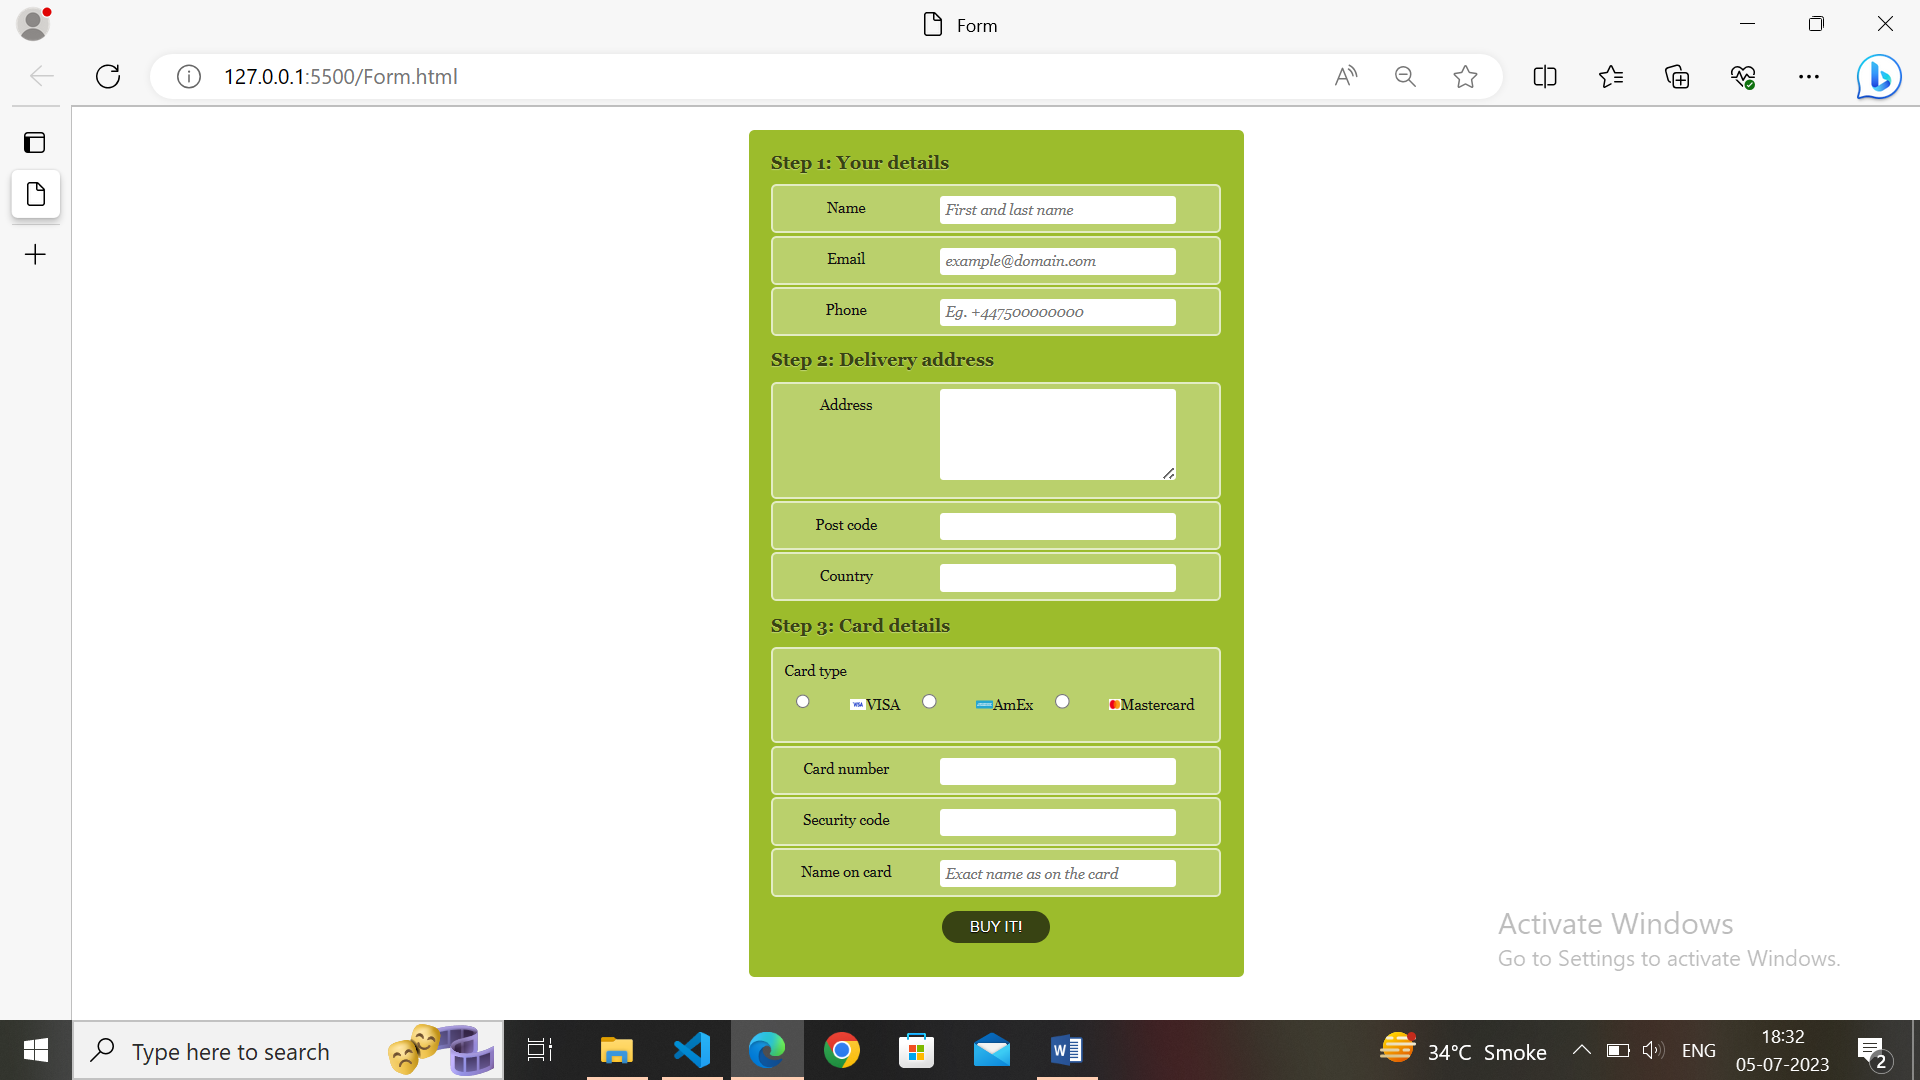 Form
127.0.0.1:5500/Form.html
Step 1: Your details
Name
First and last name
Email
example@domain.com
Phone
Eg. +447500000000
Step 2: Delivery address
Address
Post code
Country
Step 3: Card details
Card type
VISA VISA AmEx Mastercard
Card number
Security code
Name on card
Exact name as on the card
BUY IT!
Activate Windows
Go to Settings to activate Windows.
Type here to search
34°C Smoke
ENG
18:32
05-07-2023
2